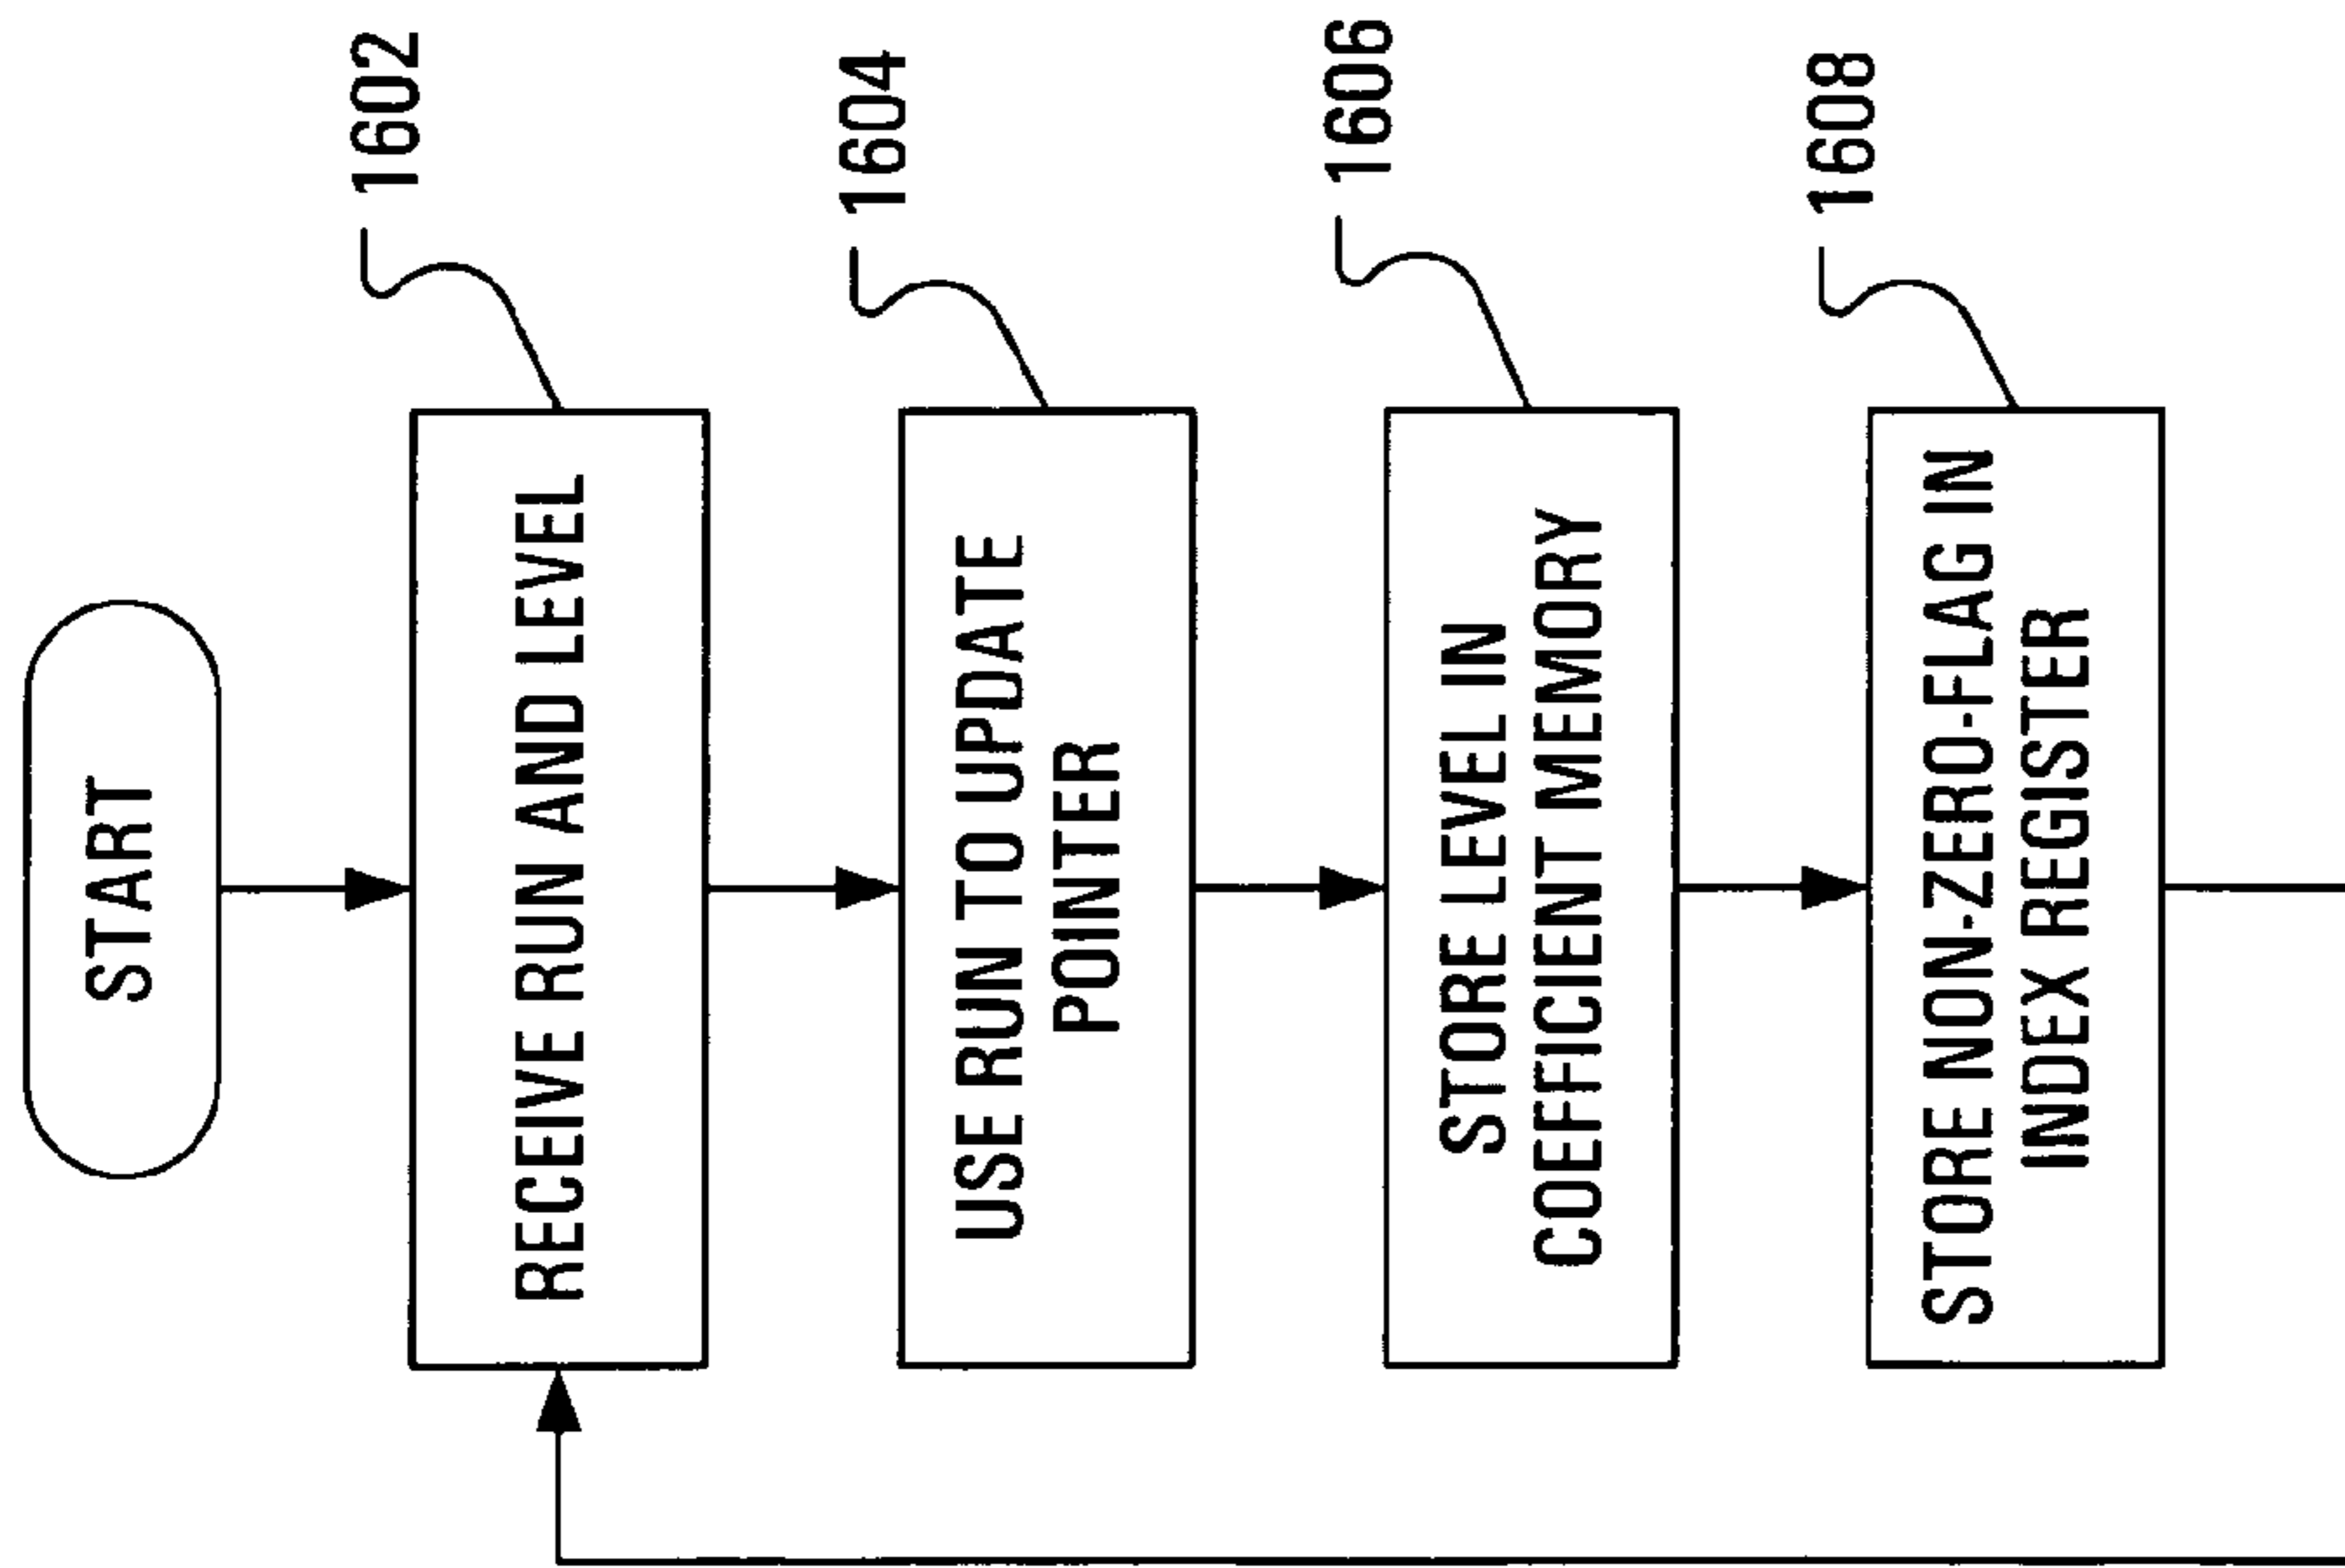 START
RECEIVE RUN AND LEVEL
1602
USE RUN TO UPDATE
POINTER
1604
STORE LEVEL IN
COEFFICIENT MEMORY
1606
STORE NON-ZERO-FLAG IN
INDEX REGISTER
1608